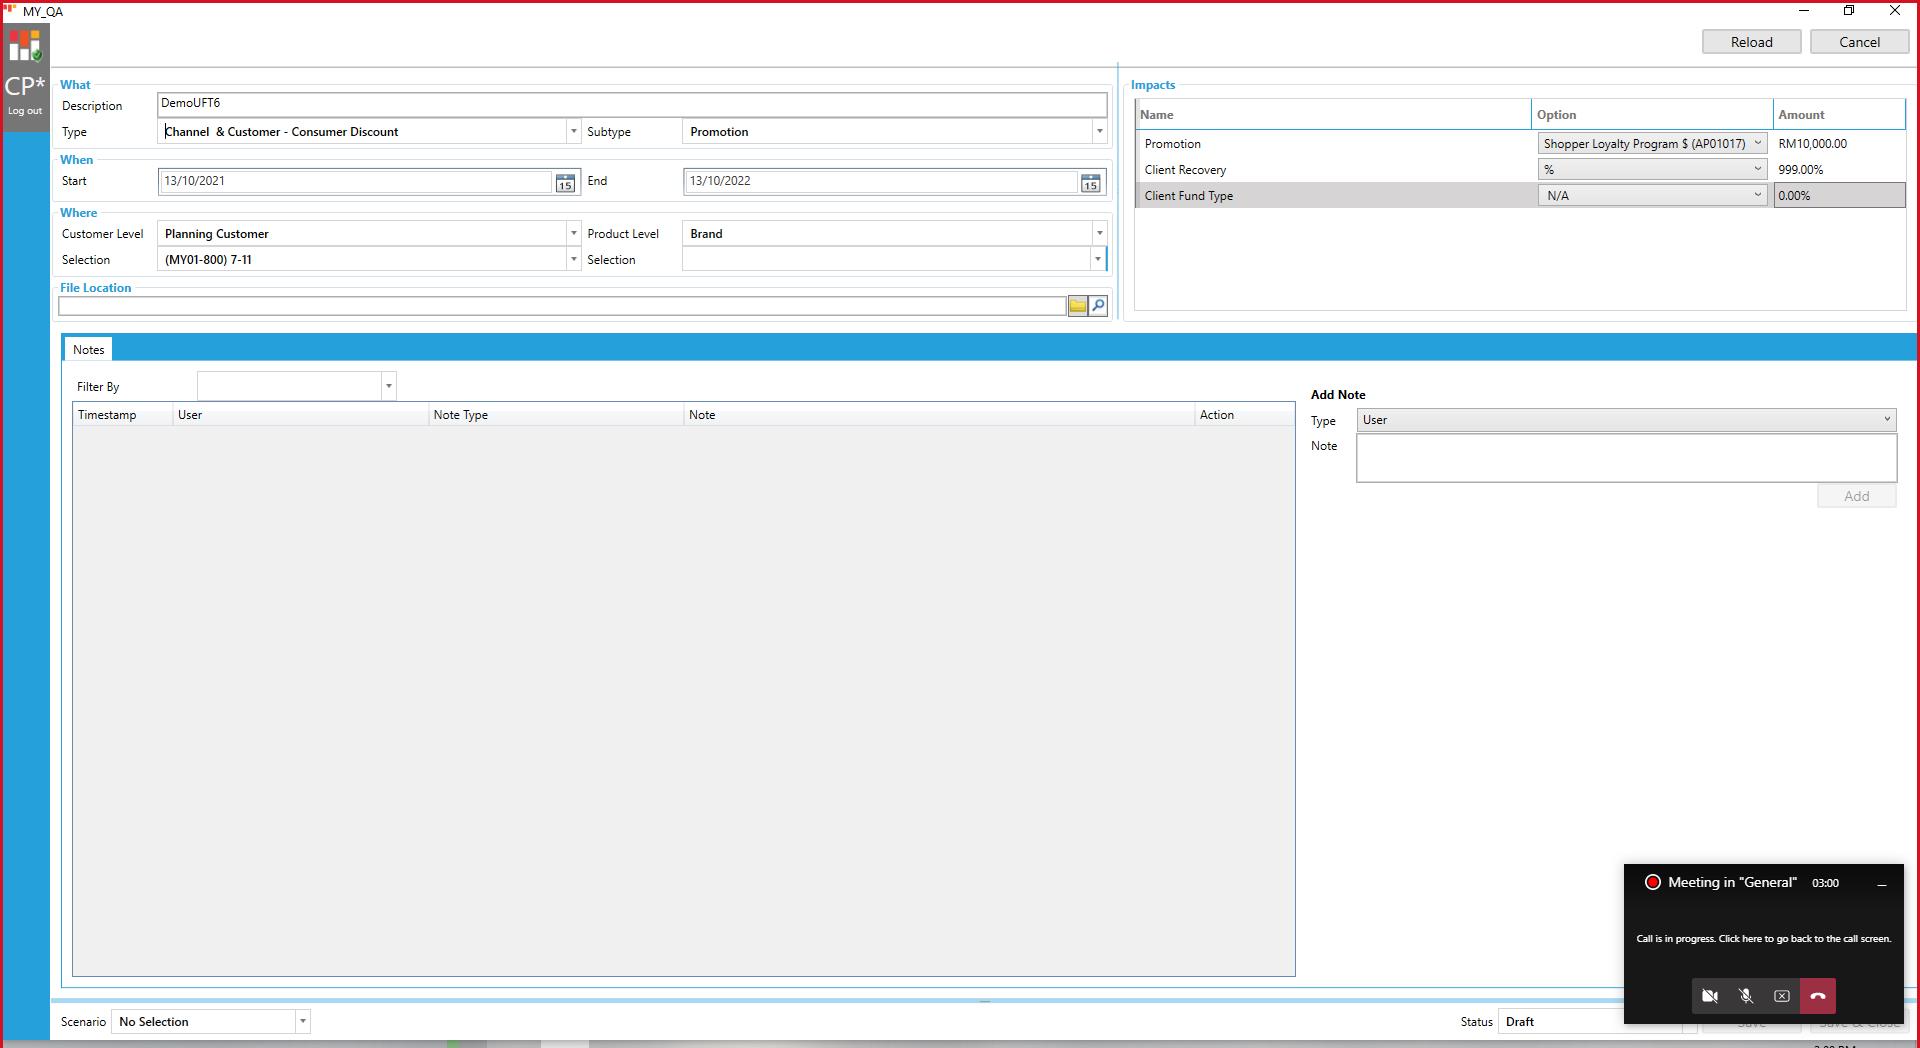 MY_QA
Reload
Cancel
CP*
Log out
What
Description
DemoUFT6
Type
Channel & Customer - Consumer Discount
Subtype
Promotion
When
Start
13/10/2021
15
End
13/10/2022
15
Where
Customer Level
Planning Customer
Product Level
Brand
Selection
(MY01-800) 7-11
Selection
File Location
Impacts
Name
Option
Amount
Promotion
Shopper Loyalty Program $ (AP01017)
RM10,000.00
Client Recovery
%
999.00%
Client Fund Type
N/A
0.00%
Notes
Filter By
Timestamp
User
Note Type
Note
Action
Add Note
Type
User
Note
Add
Meeting in "General"
03:00
Call is in progress. Click here to go back to the call screen.
Scenario
No Selection
Status
Draft
Save
Save & Close